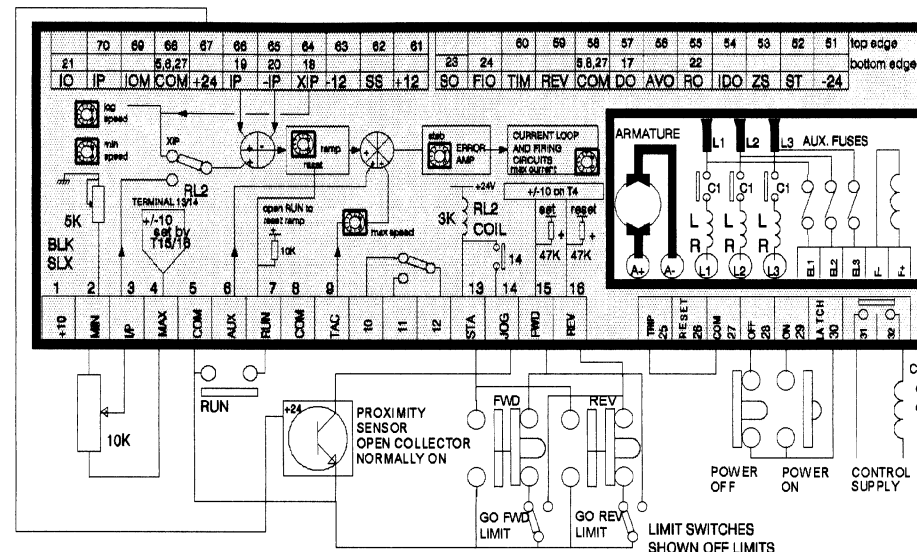 70 69 66 67 66 65 64 63 62 61 60 59 58 57 56 55 54 53 52 51 top edge
21 5,8,27 19 20 18 23 24 5,8,27 17 22 bottom edge
IO IP IOM COM +24 IP -IP XIP -12 SS +12 SO FIO TIM REV COM DO AVO RO IDO ZS ST -24
log
speed
min
speed
XIP
RL2
TERMINAL 13/14
+/-10
set by
T15/16
5K
BLK
SLX
+ -
+
ramp
reset
open RUN to
reset ramp
10K
max speed
stab
ERROR
AMP
CURRENT LOOP
AND FIRING
CIRCUITS
max current
+24V
3K
RL2
COIL
14
+/-10 on T4
set reset
+ +
47K 47K
ARMATURE
L1 L2 L3 AUX. FUSES
C1 C1 C1
L L L
R R R
A+ A- L1 L2 L3 EL1 EL2 EL3 F- F+
1 2 3 4 5 6 7 8 9 13 14 15 16
+10 MIN I/P MAX COM AUX RUN COM TAC 10 11 12 STA JOG FWD REV
TRIP 25 RESET 26 COM 27 OFF 28 ON 29 LATCH 30 31 32
10K
RUN
+24
PROXIMITY
SENSOR
OPEN COLLECTOR
NORMALLY ON
FWD REV
GO FWD
LIMIT
GO REV
LIMIT
LIMIT SWITCHES
SHOWN OFF LIMITS
POWER
OFF
POWER
ON
CONTROL
SUPPLY
C